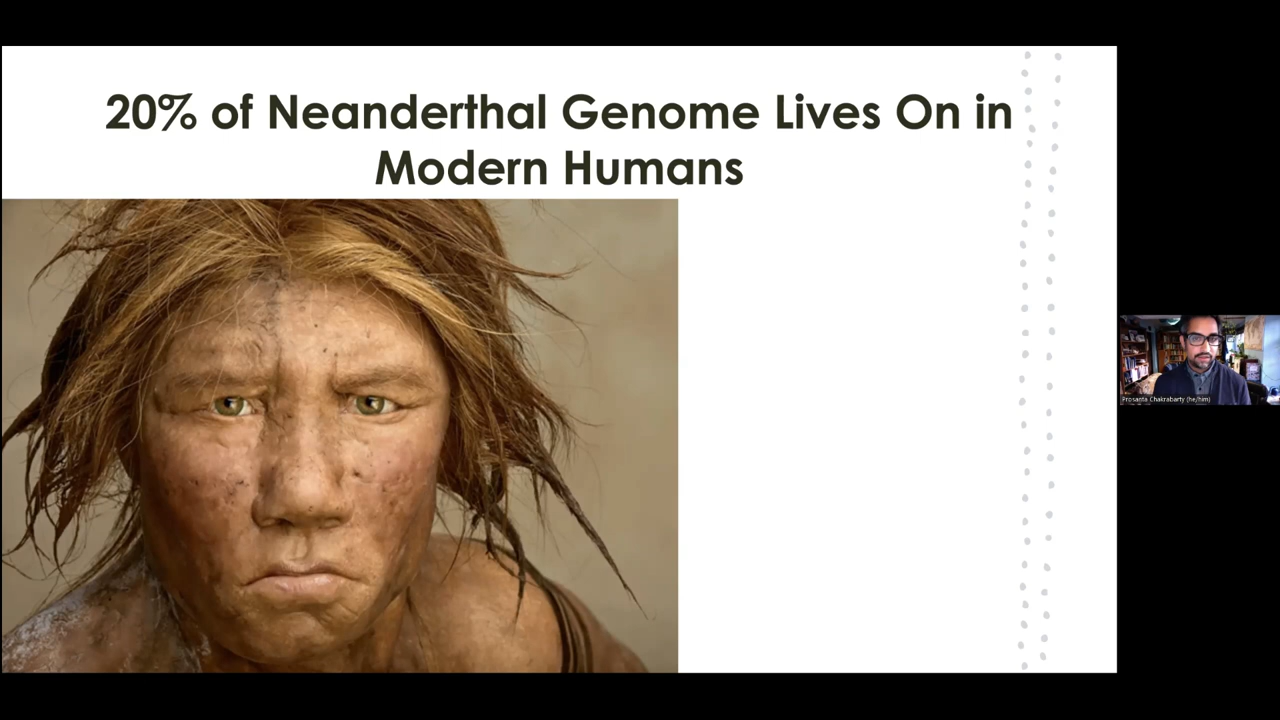 20% of Neanderthal Genome Lives On in
Modern Humans
Prosanta Chakrabarty (he/him)